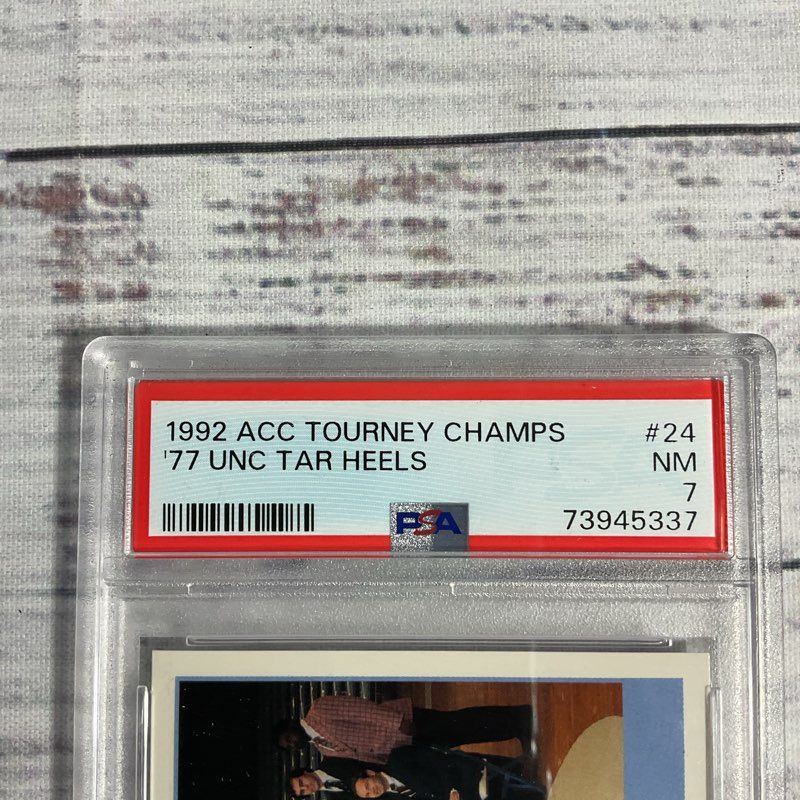 1992 ACC TOURNEY CHAMPS #24
'77 UNC TAR HEELS NM
7
PSA 73945337